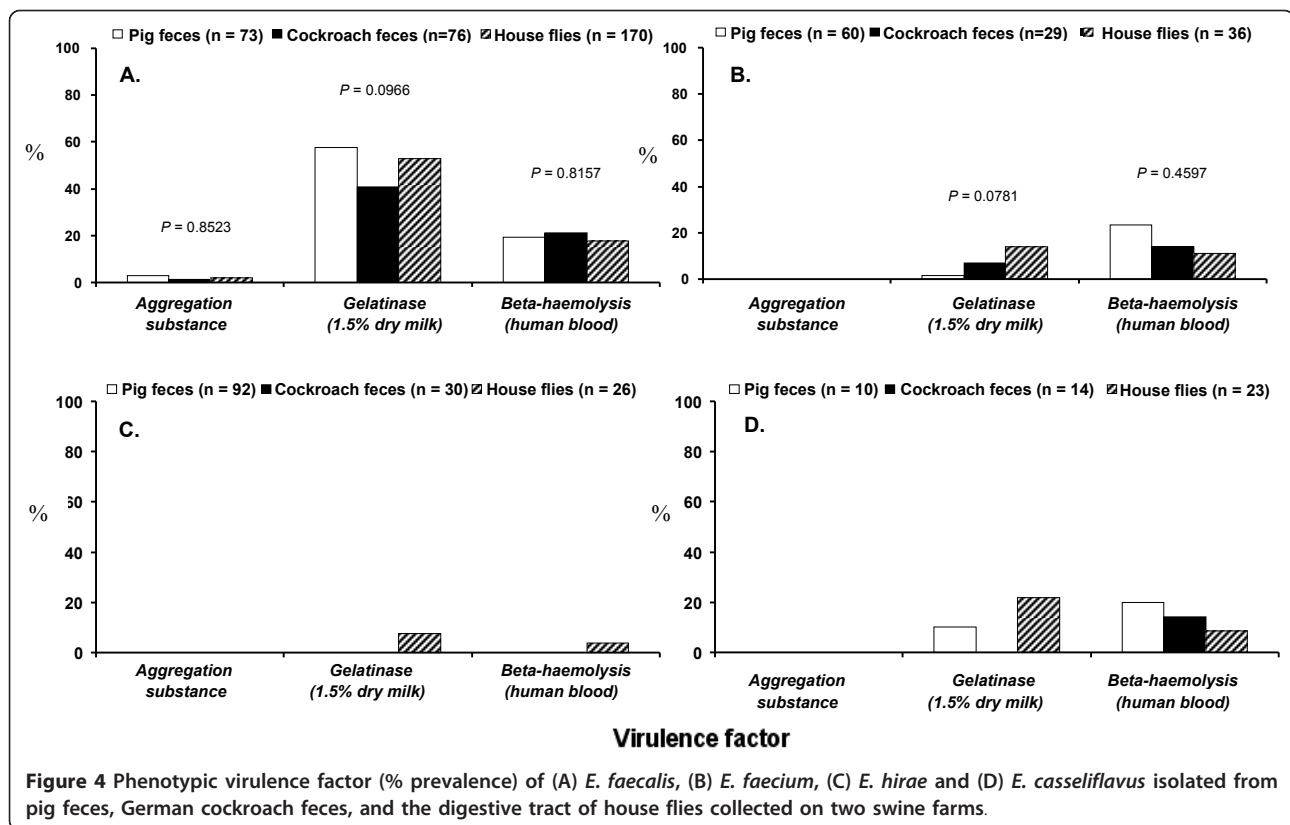 □ Pig feces (n = 73) ■ Cockroach feces (n=76) ▨ House flies (n = 170)
100
80
60
40
20
0
%
A.
P = 0.8523
P = 0.0966
P = 0.8157
Aggregation substance
Gelatinase (1.5% dry milk)
Beta-haemolysis (human blood)
□ Pig feces (n = 60) ■ Cockroach feces (n=29) ▨ House flies (n = 36)
100
80
60
40
20
0
%
B.
P = 0.0781
P = 0.4597
Aggregation substance
Gelatinase (1.5% dry milk)
Beta-haemolysis (human blood)
□ Pig feces (n = 92) ■ Cockroach feces (n = 30) ▨ House flies (n = 26)
100
80
60
40
20
0
%
C.
Aggregation substance
Gelatinase (1.5% dry milk)
Beta-haemolysis (human blood)
□ Pig feces (n = 10) ■ Cockroach feces (n = 14) ▨ House flies (n = 23)
100
80
60
40
20
0
%
D.
Aggregation substance
Gelatinase (1.5% dry milk)
Beta-haemolysis (human blood)
Virulence factor
Figure 4 Phenotypic virulence factor (% prevalence) of (A) E. faecalis, (B) E. faecium, (C) E. hirae and (D) E. casseliflavus isolated from
pig feces, German cockroach feces, and the digestive tract of house flies collected on two swine farms.